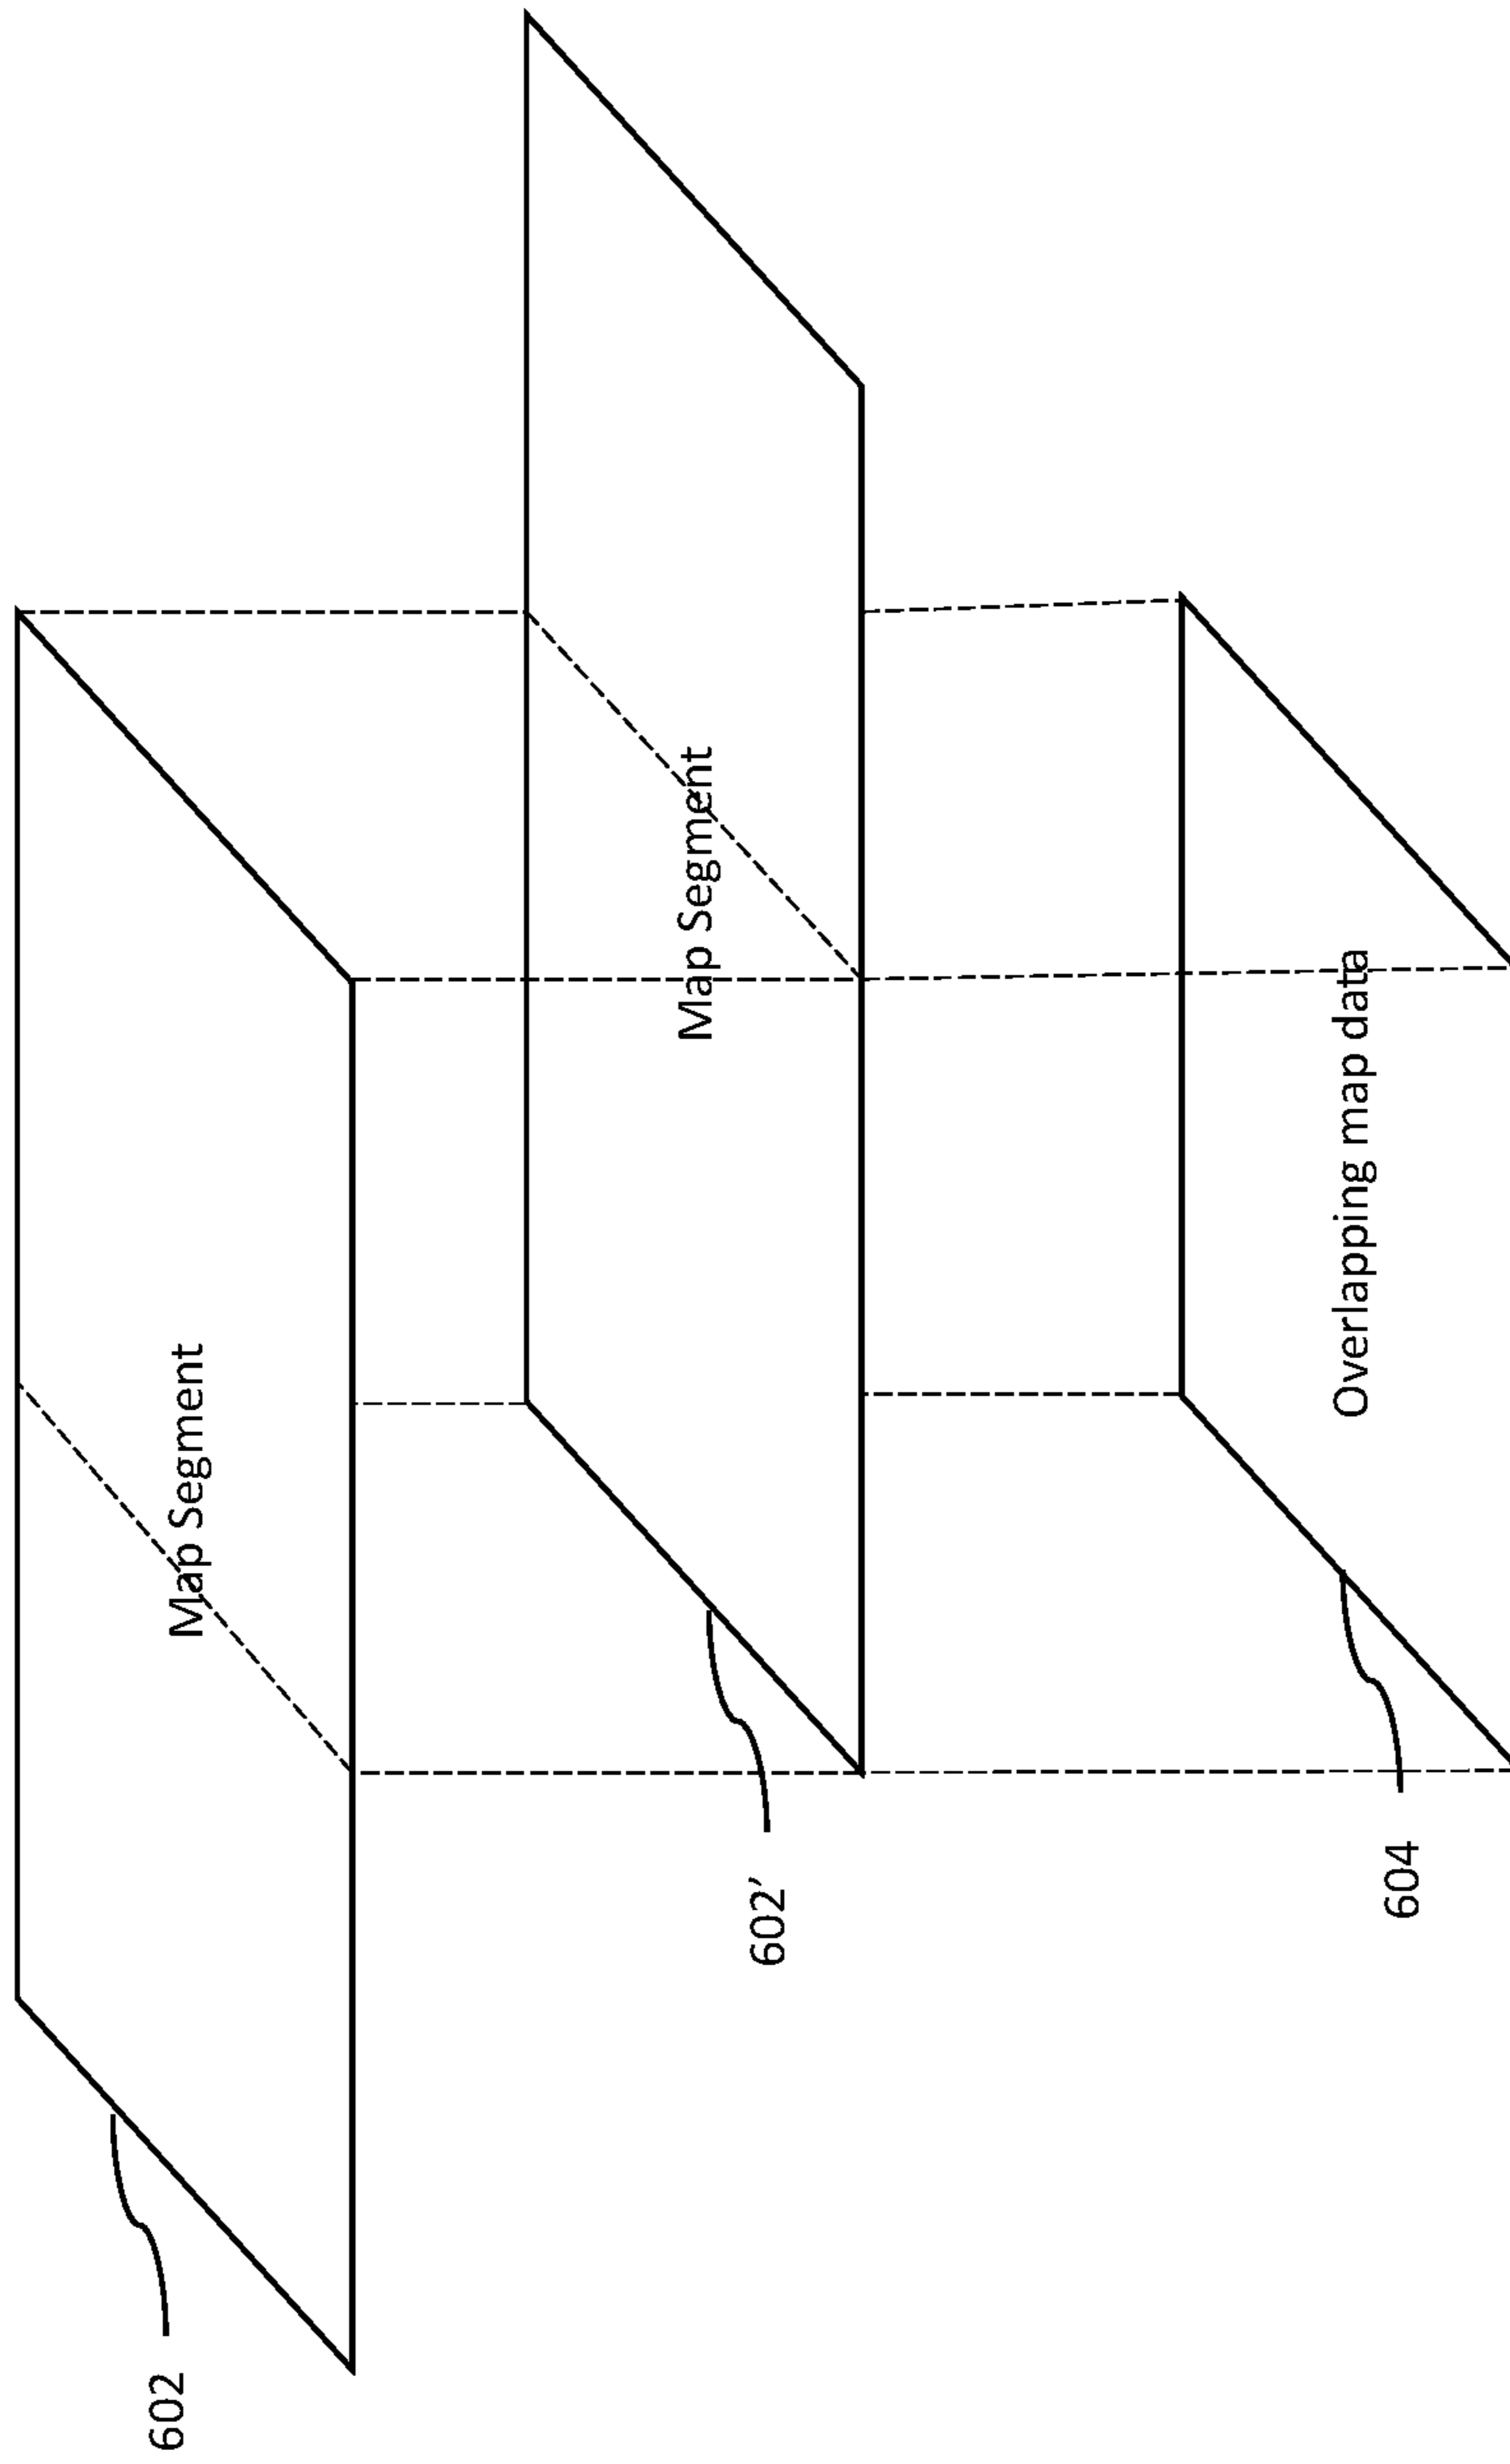 Map Segment
602
Map Segment
602’
Overlapping map data
604